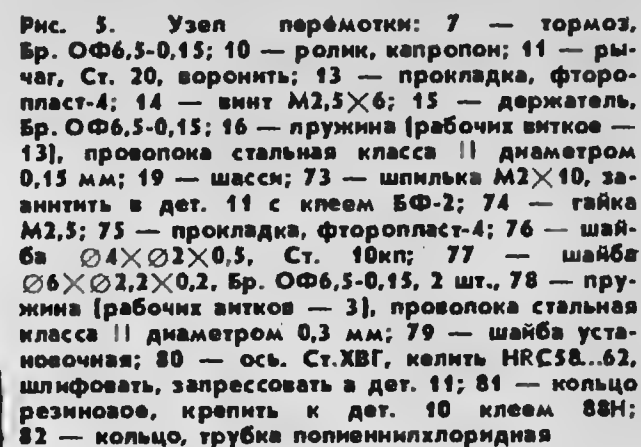 Рис. 5. Узел перемотки: 7 — тормоз,
Бр. ОФ6,5-0,15; 10 — ролик, капропон; 11 — ры-
чаг, Ст. 20, воронить; 13 — прокладка, фторо-
пласт-4; 14 — винт М2,5×6; 15 — держатель,
Бр. ОФ6,5-0,15; 16 — пружина (рабочих витков —
13), проволока стальная класса II диаметром
0,15 мм; 19 — шасси; 73 — шпилька М2×10, за-
винтить в дет. 11 с клеем БФ-2; 74 — гайка
М2,5; 75 — прокладка, фторопласт-4; 76 — шай-
ба ∅4×∅2×0,5, Ст. 10кп; 77 — шайба
∅6×∅2,2×0,2, Бр. ОФ6,5-0,15, 2 шт., 78 — пру-
жина (рабочих витков — 3), проволока стальная
класса II диаметром 0,3 мм; 79 — шайба уста-
новочная; 80 — ось, Ст.ХВГ, калить HRC58...62,
шлифовать, запрессовать в дет. 11; 81 — кольцо
резиновое, крепить к дет. 10 клеем 88Н;
82 — кольцо, трубка полиеннилхлоридная